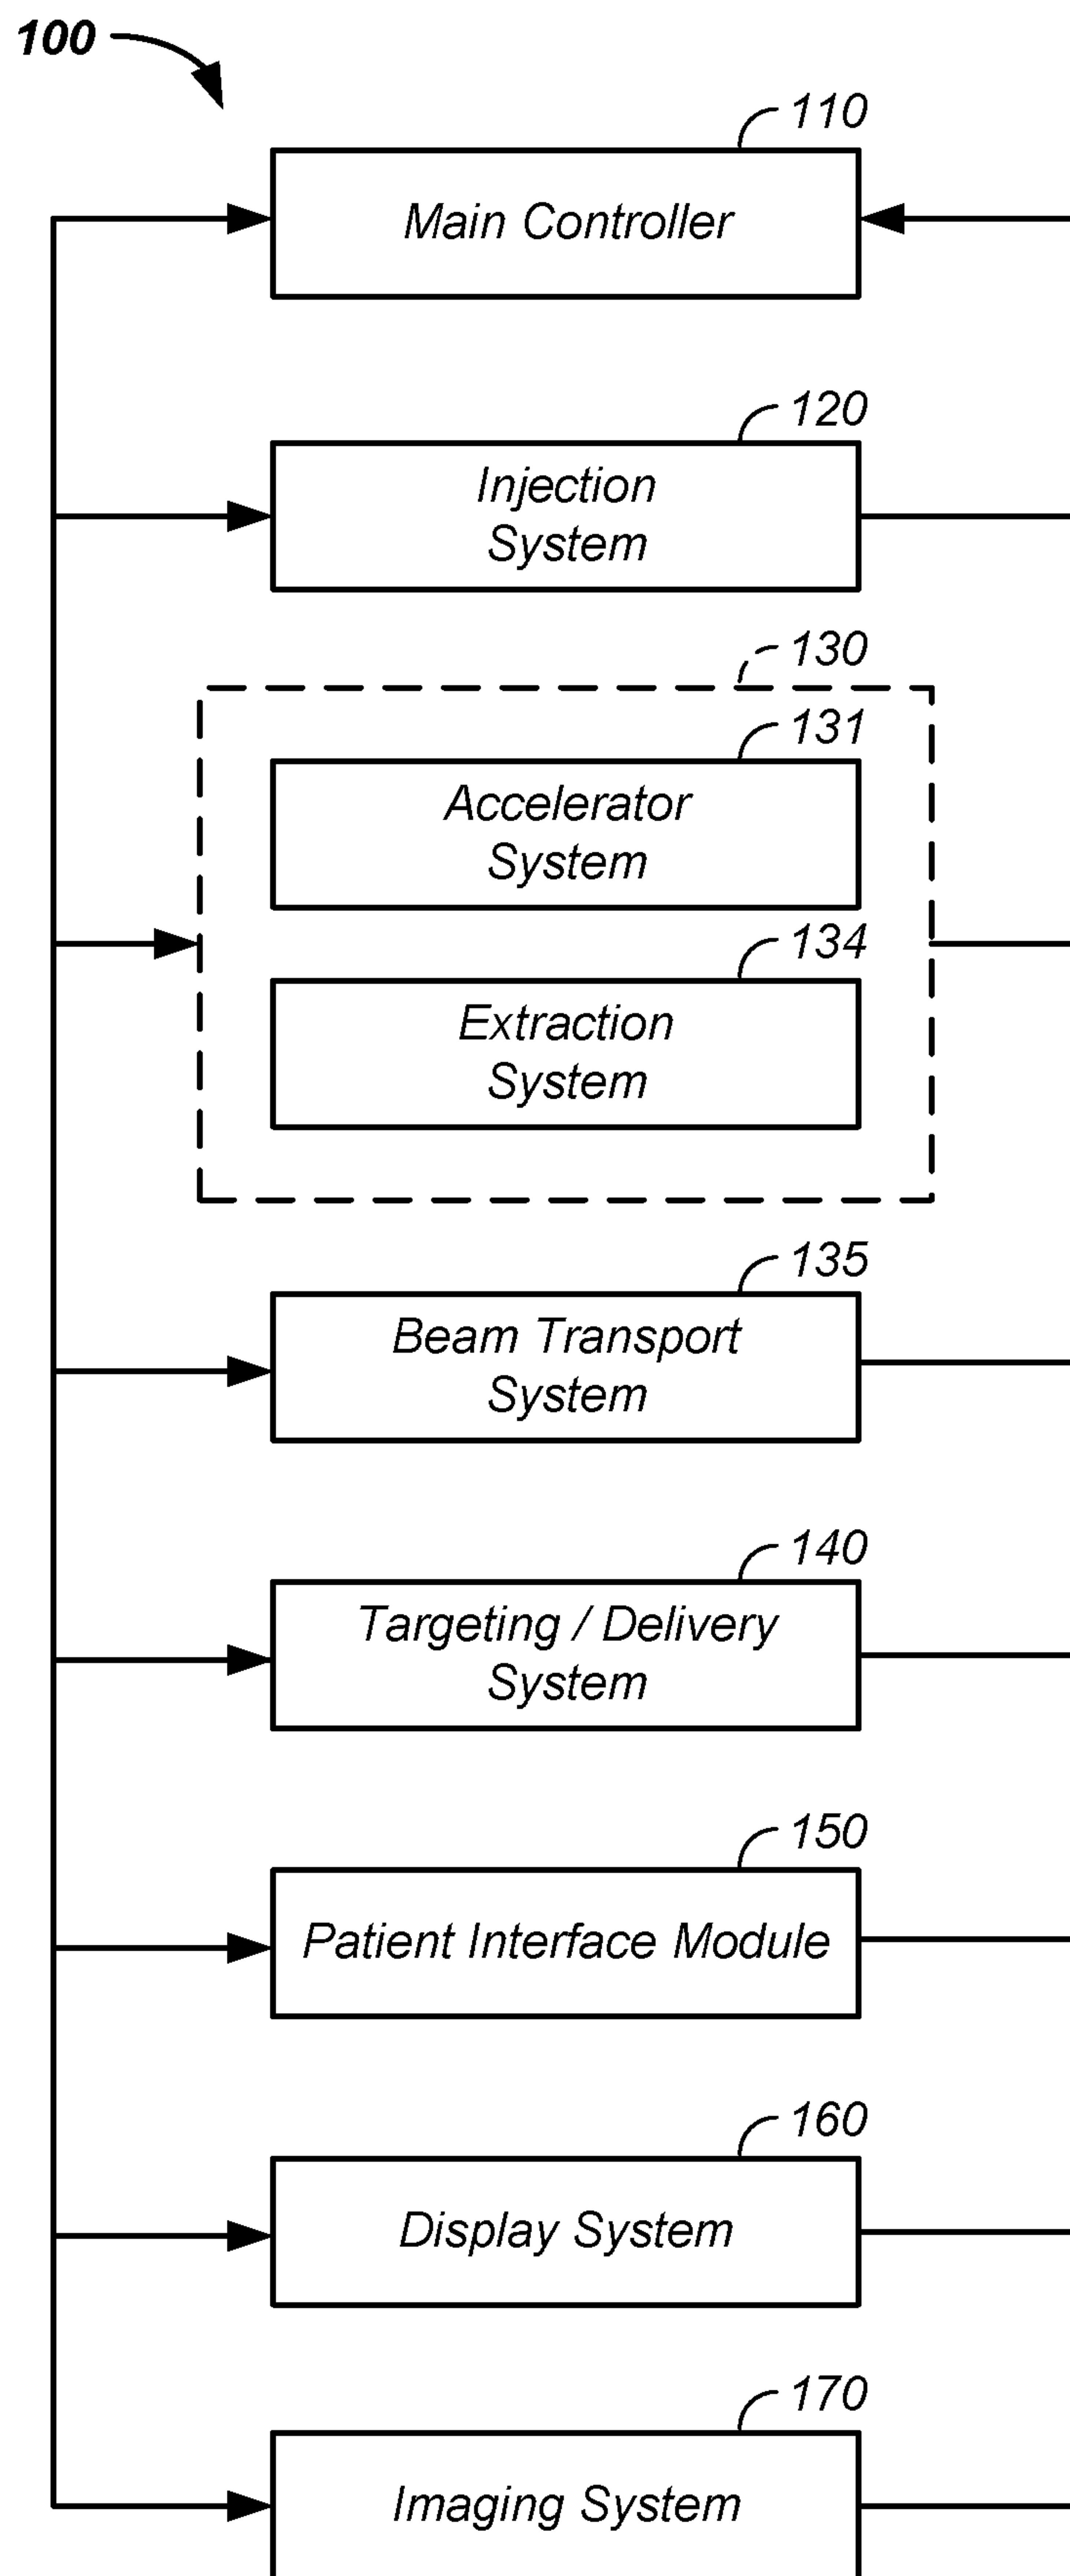 100
110
Main Controller
120
Injection
System
130
131
Accelerator
System
134
Extraction
System
135
Beam Transport
System
140
Targeting / Delivery
System
150
Patient Interface Module
160
Display System
170
Imaging System